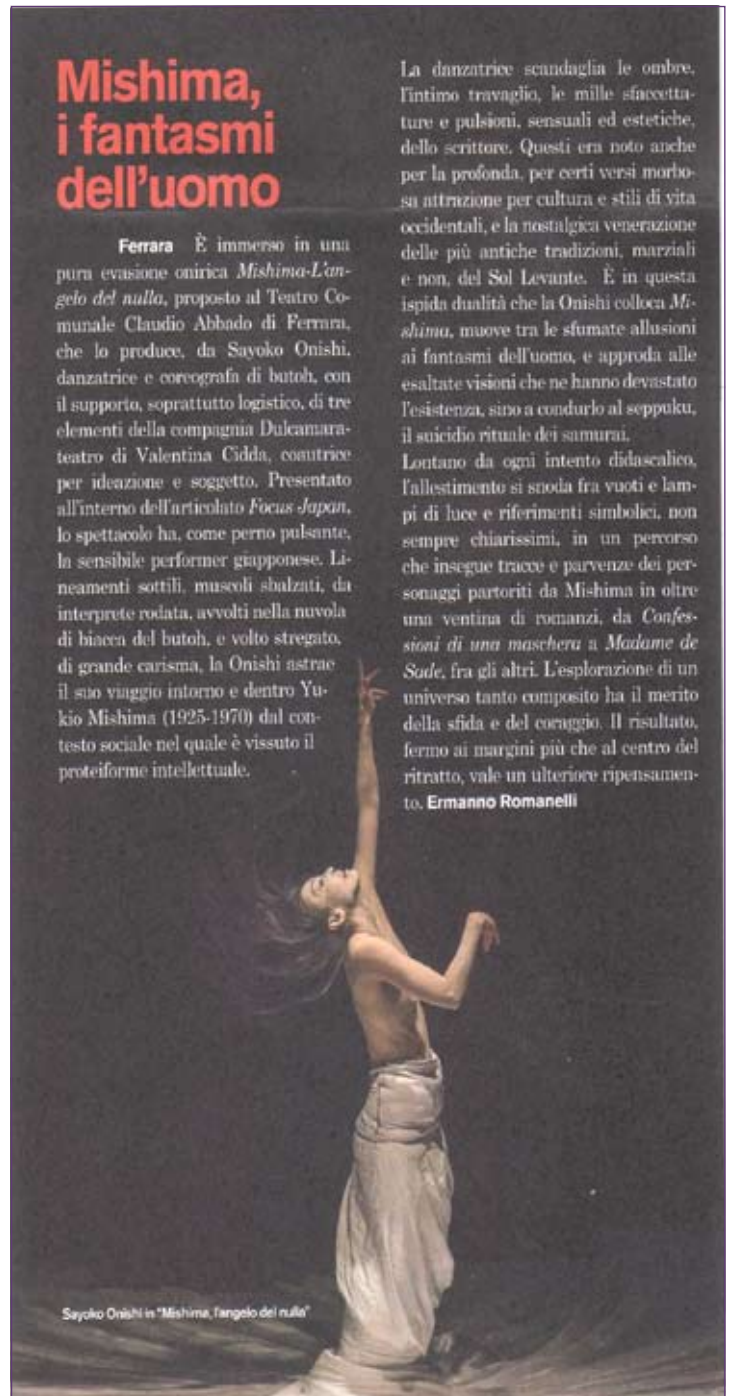 Mishima,
i fantasmi
dell'uomo
Ferrara È immerso in una
pura evasione onirica Mishima-L'an-
gelo del nulla, proposto al Teatro Co-
munale Claudio Abbado di Ferrara,
che lo produce, da Sayoko Onishi,
danzatrice e coreografa di butoh, con
il supporto, soprattutto logistico, di tre
elementi della compagnia Dulcamara-
teatro di Valentina Cidda, coautrice
per ideazione e soggetto. Presentato
all'interno dell'articolato Focus Japan,
lo spettacolo ha, come perno pulsante,
la sensibile performer giapponese. Li-
neamenti sottili, muscoli sbalzati, da
interprete rodata, avvolti nella nuvola
di biacca del butoh, e volto stregato,
di grande carisma, la Onishi astrae
il suo viaggio intorno e dentro Yu-
kio Mishima (1925-1970) dal con-
testo sociale nel quale è vissuto il
proteiforme intellettuale.
La danzatrice scandaglia le ombre,
l'intimo travaglio, le mille sfaccetta-
ture e pulsioni, sensuali ed estetiche,
dello scrittore. Questi era noto anche
per la profonda, per certi versi morbo-
sa attrazione per cultura e stili di vita
occidentali, e la nostalgica venerazione
delle più antiche tradizioni, marziali
e non, del Sol Levante. È in questa
ispida dualità che la Onishi colloca Mi-
shima, muove tra le sfumate allusioni
ai fantasmi dell'uomo, e approda alle
esaltate visioni che ne hanno devastato
l'esistenza, sino a condurlo al seppuku,
il suicidio rituale dei samurai.
Lontano da ogni intento didascalico,
l'allestimento si snoda fra vuoti e lam-
pi di luce e riferimenti simbolici, non
sempre chiarissimi, in un percorso
che insegue tracce e parvenze dei per-
sonaggi partoriti da Mishima in oltre
una ventina di romanzi, da Confes-
sioni di una maschera a Madame de
Sade, fra gli altri. L'esplorazione di un
universo tanto composito ha il merito
della sfida e del coraggio. Il risultato,
fermo ai margini più che al centro del
ritratto, vale un ulteriore ripensamen-
to. Ermanno Romanelli
Sayoko Onishi in "Mishima, l'angelo del nulla"